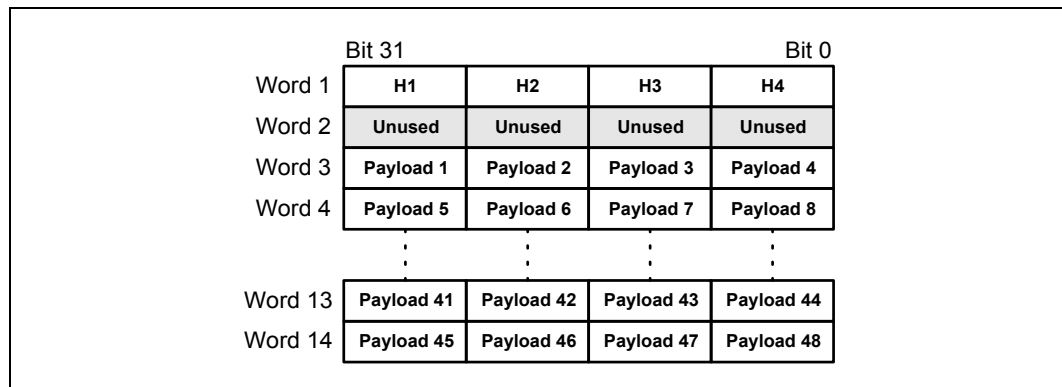 Bit 31 Bit 0
Word 1 H1 H2 H3 H4
Word 2 Unused Unused Unused Unused
Word 3 Payload 1 Payload 2 Payload 3 Payload 4
Word 4 Payload 5 Payload 6 Payload 7 Payload 8
Word 13 Payload 41 Payload 42 Payload 43 Payload 44
Word 14 Payload 45 Payload 46 Payload 47 Payload 48